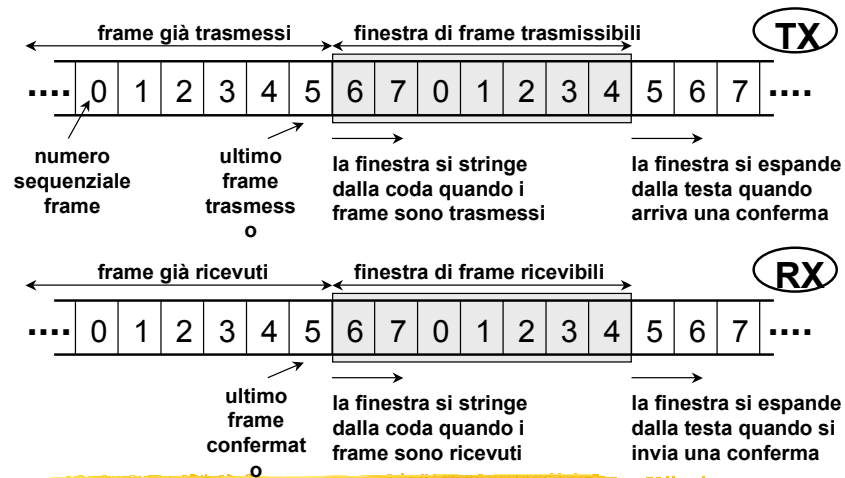 frame già trasmessi
finestra di frame trasmissibili
TX
.... 0 1 2 3 4 5 6 7 0 1 2 3 4 5 6 7 ....
numero
sequenziale
frame
ultimo
frame
trasmess
o
la finestra si stringe
dalla coda quando i
frame sono trasmessi
la finestra si espande
dalla testa quando
arriva una conferma
frame già ricevuti
finestra di frame ricevibili
RX
.... 0 1 2 3 4 5 6 7 0 1 2 3 4 5 6 7 ....
ultimo
frame
confermat
o
la finestra si stringe
dalla coda quando i
frame sono ricevuti
la finestra si espande
dalla testa quando si
invia una conferma